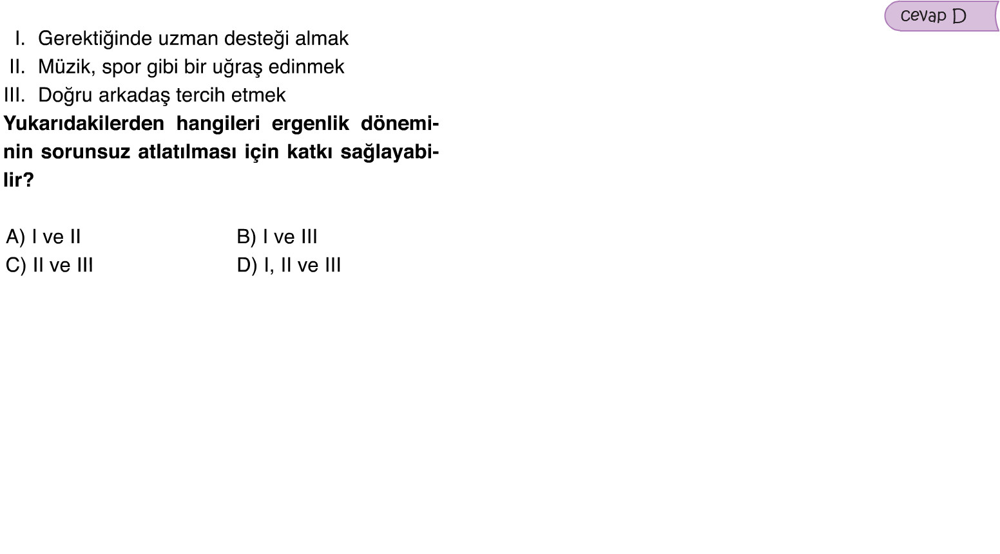 cevap D
I. Gerektiğinde uzman desteği almak
II. Müzik, spor gibi bir uğraş edinmek
III. Doğru arkadaş tercih etmek
Yukarıdakilerden hangileri ergenlik dönemi-
nin sorunsuz atlatılması için katkı sağlayabi-
lir?
A) I ve II B) I ve III
C) II ve III D) I, II ve III